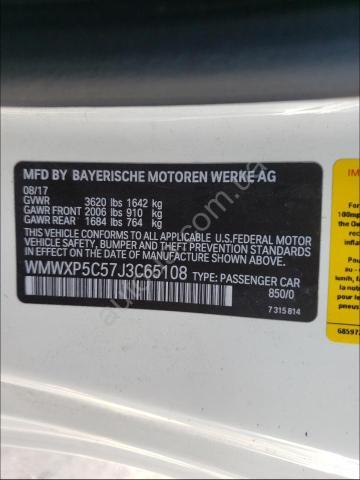 MFD BY BAYERISCHE MOTOREN WERKE AG
08/17
GVWR 3620 lbs 1642 kg
GAWR FRONT 2006 lbs 910 kg
GAWR REAR 1684 lbs 764 kg
THIS VEHICLE CONFORMS TO ALL APPLICABLE U.S.FEDERAL MOTOR
VEHICLE SAFETY, BUMPER, AND THEFT PREVENTION STANDARDS IN
EFFECT ON THE DATE OF MANUFACTURE SHOWN ABOVE.
WMWXP5C57J3C65108 TYPE: PASSENGER CAR
850/0
7 315 814